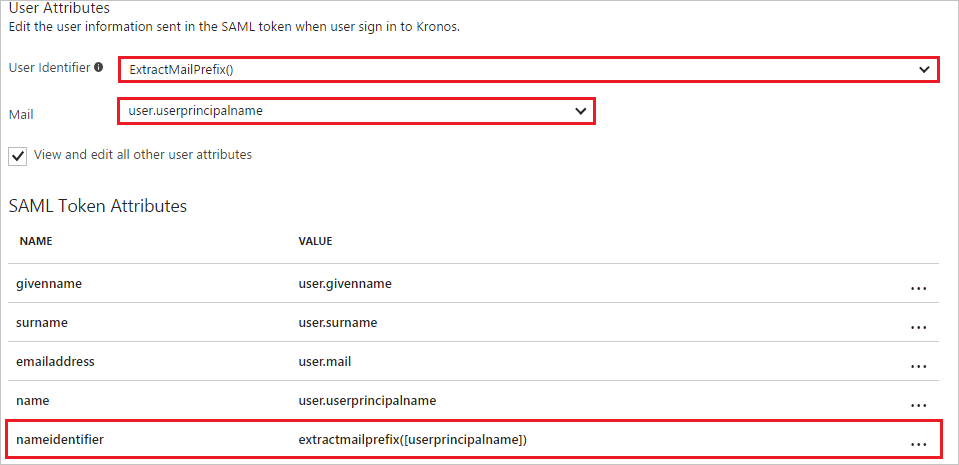 User Attributes
Edit the user information sent in the SAML token when user sign in to Kronos.
User Identifier ExtractMailPrefix()
Mail user.userprincipalname
View and edit all other user attributes
SAML Token Attributes
NAME VALUE
givenname user.givenname ...
surname user.surname ...
emailaddress user.mail ...
name user.userprincipalname ...
nameidentifier extractmailprefix([userprincipalname]) ...